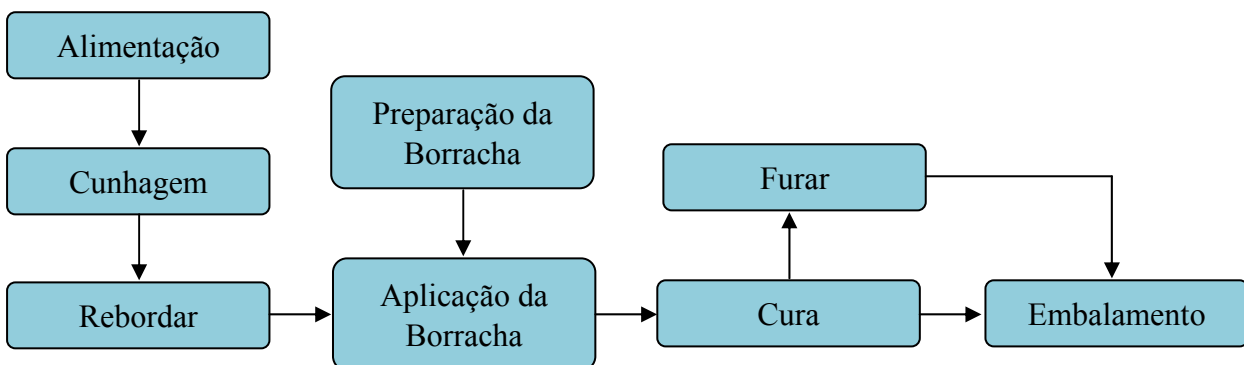 Alimentação
Cunhagem
Rebordar
Preparação da
Borracha
Aplicação da
Borracha
Furar
Cura
Embalamento